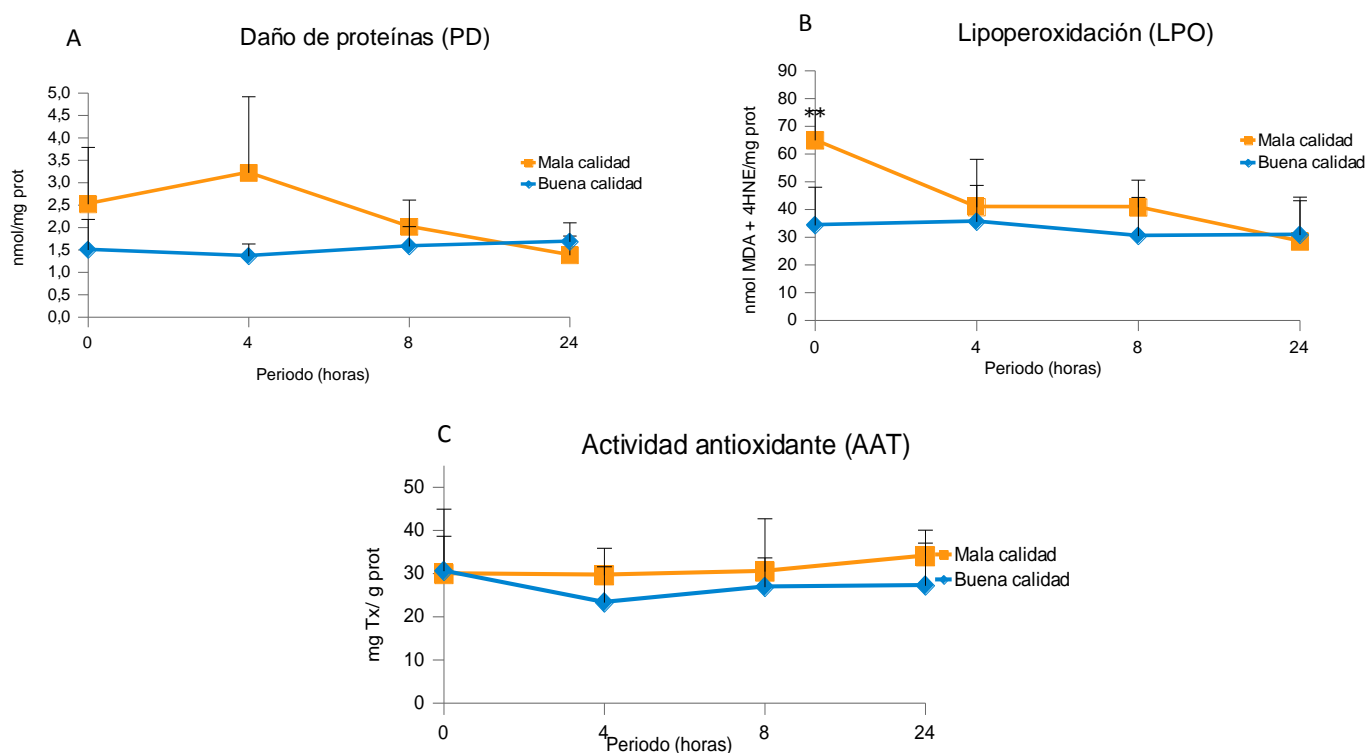 A
Daño de proteínas (PD)
nmol/mg prot
5,0
4,5
4,0
3,5
3,0
2,5
2,0
1,5
1,0
0,5
0,0
0 4 8 24
Periodo (horas)
Mala calidad
Buena calidad
B
Lipoperoxidación (LPO)
nmol MDA + 4HNE/mg prot
90
80
70
60
50
40
30
20
10
0
**
0 4 8 24
Periodo (horas)
Mala calidad
Buena calidad
C
Actividad antioxidante (AAT)
mg Tx/ g prot
50
40
30
20
10
0
0 4 8 24
Periodo (horas)
Mala calidad
Buena calidad